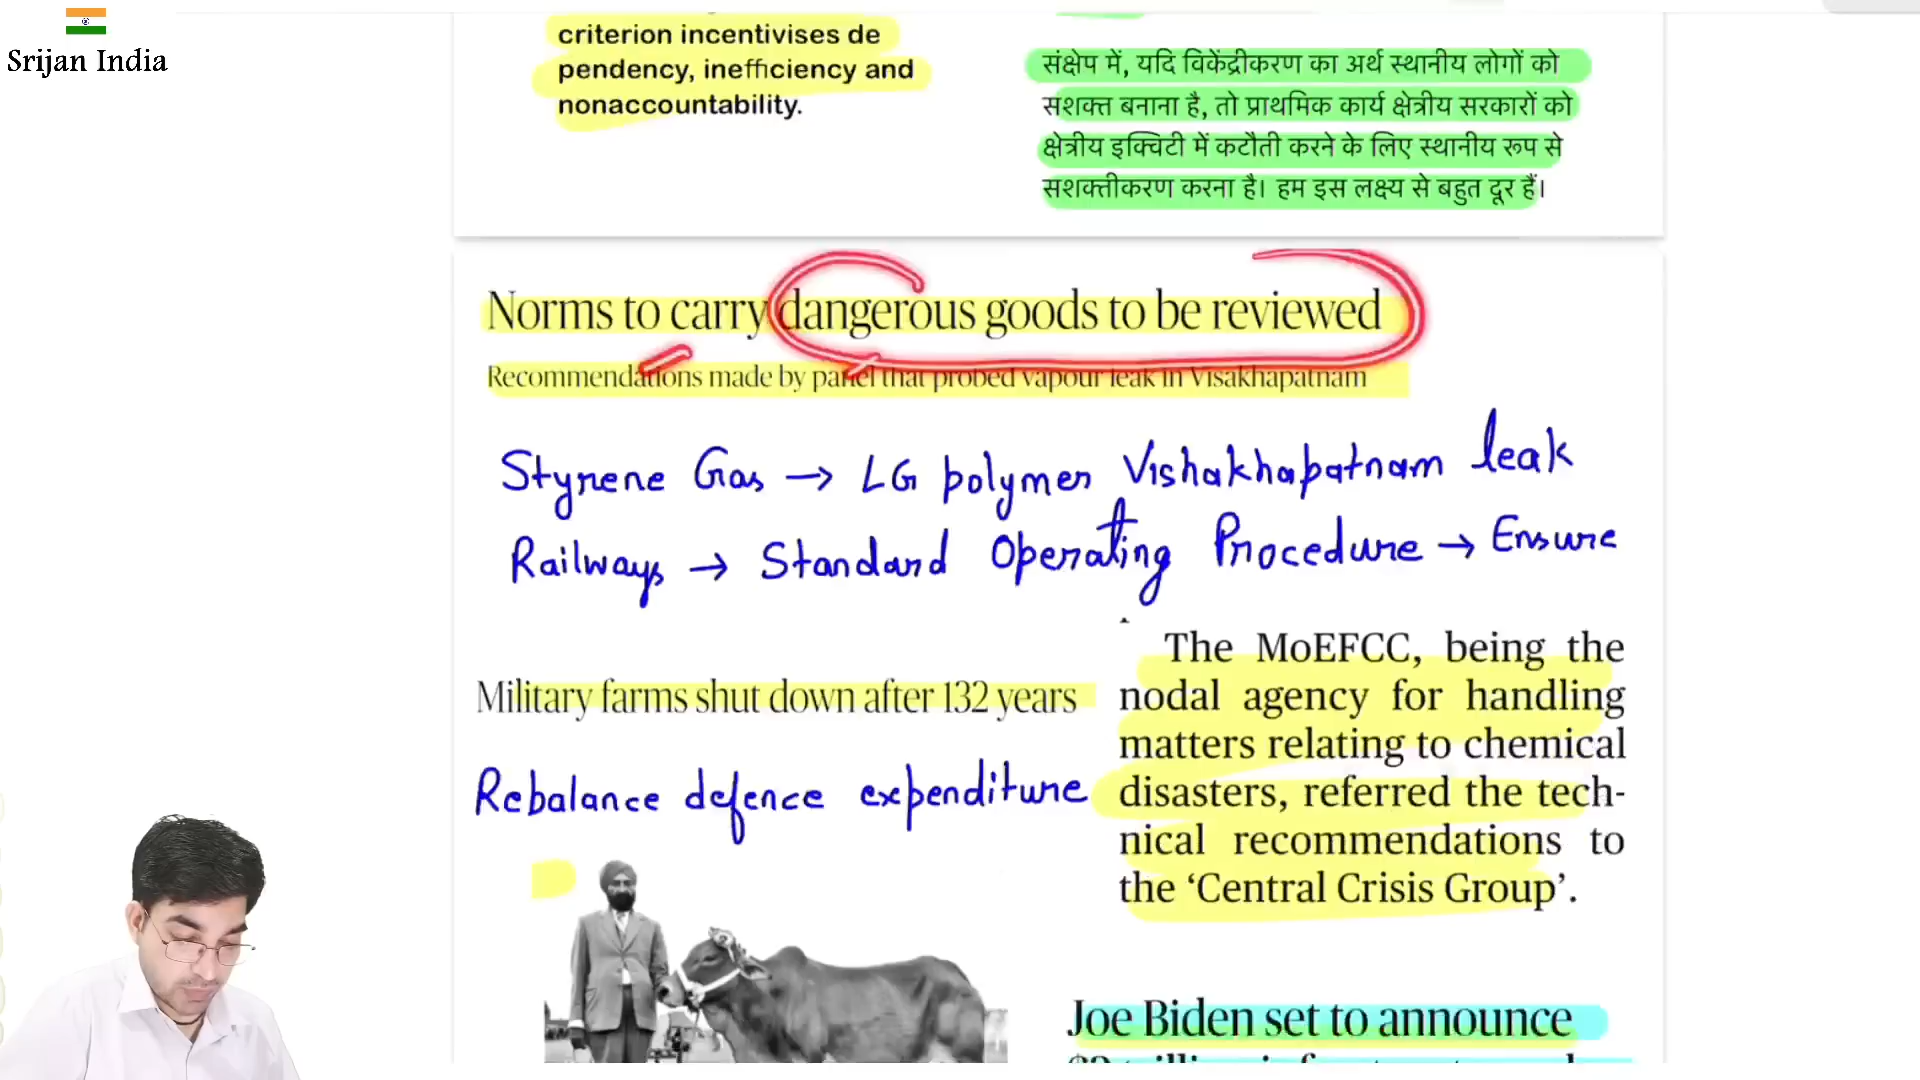 Srijan India
criterion incentivises de
pendency, inefficiency and
nonaccountability.
संक्षेप में, यदि विकेंद्रीकरण का अर्थ स्थानीय लोगों को
सशक्त बनाना है, तो प्राथमिक कार्य क्षेत्रीय सरकारों को
क्षेत्रीय इक्विटी में कटौती करने के लिए स्थानीय रूप से
सशक्तीकरण करना है। हम इस लक्ष्य से बहुत दूर हैं।
Norms to carry dangerous goods to be reviewed
Recommendations made by panel that probed vapour leak in Visakhapatnam
Styrene Gas → LG polymer Vishakhapatnam leak
Railways → Standard Operating Procedure → Ensure
Military farms shut down after 132 years
Rebalance defence expenditure
The MoEFCC, being the
nodal agency for handling
matters relating to chemical
disasters, referred the tech-
nical recommendations to
the ‘Central Crisis Group’.
Joe Biden set to announce